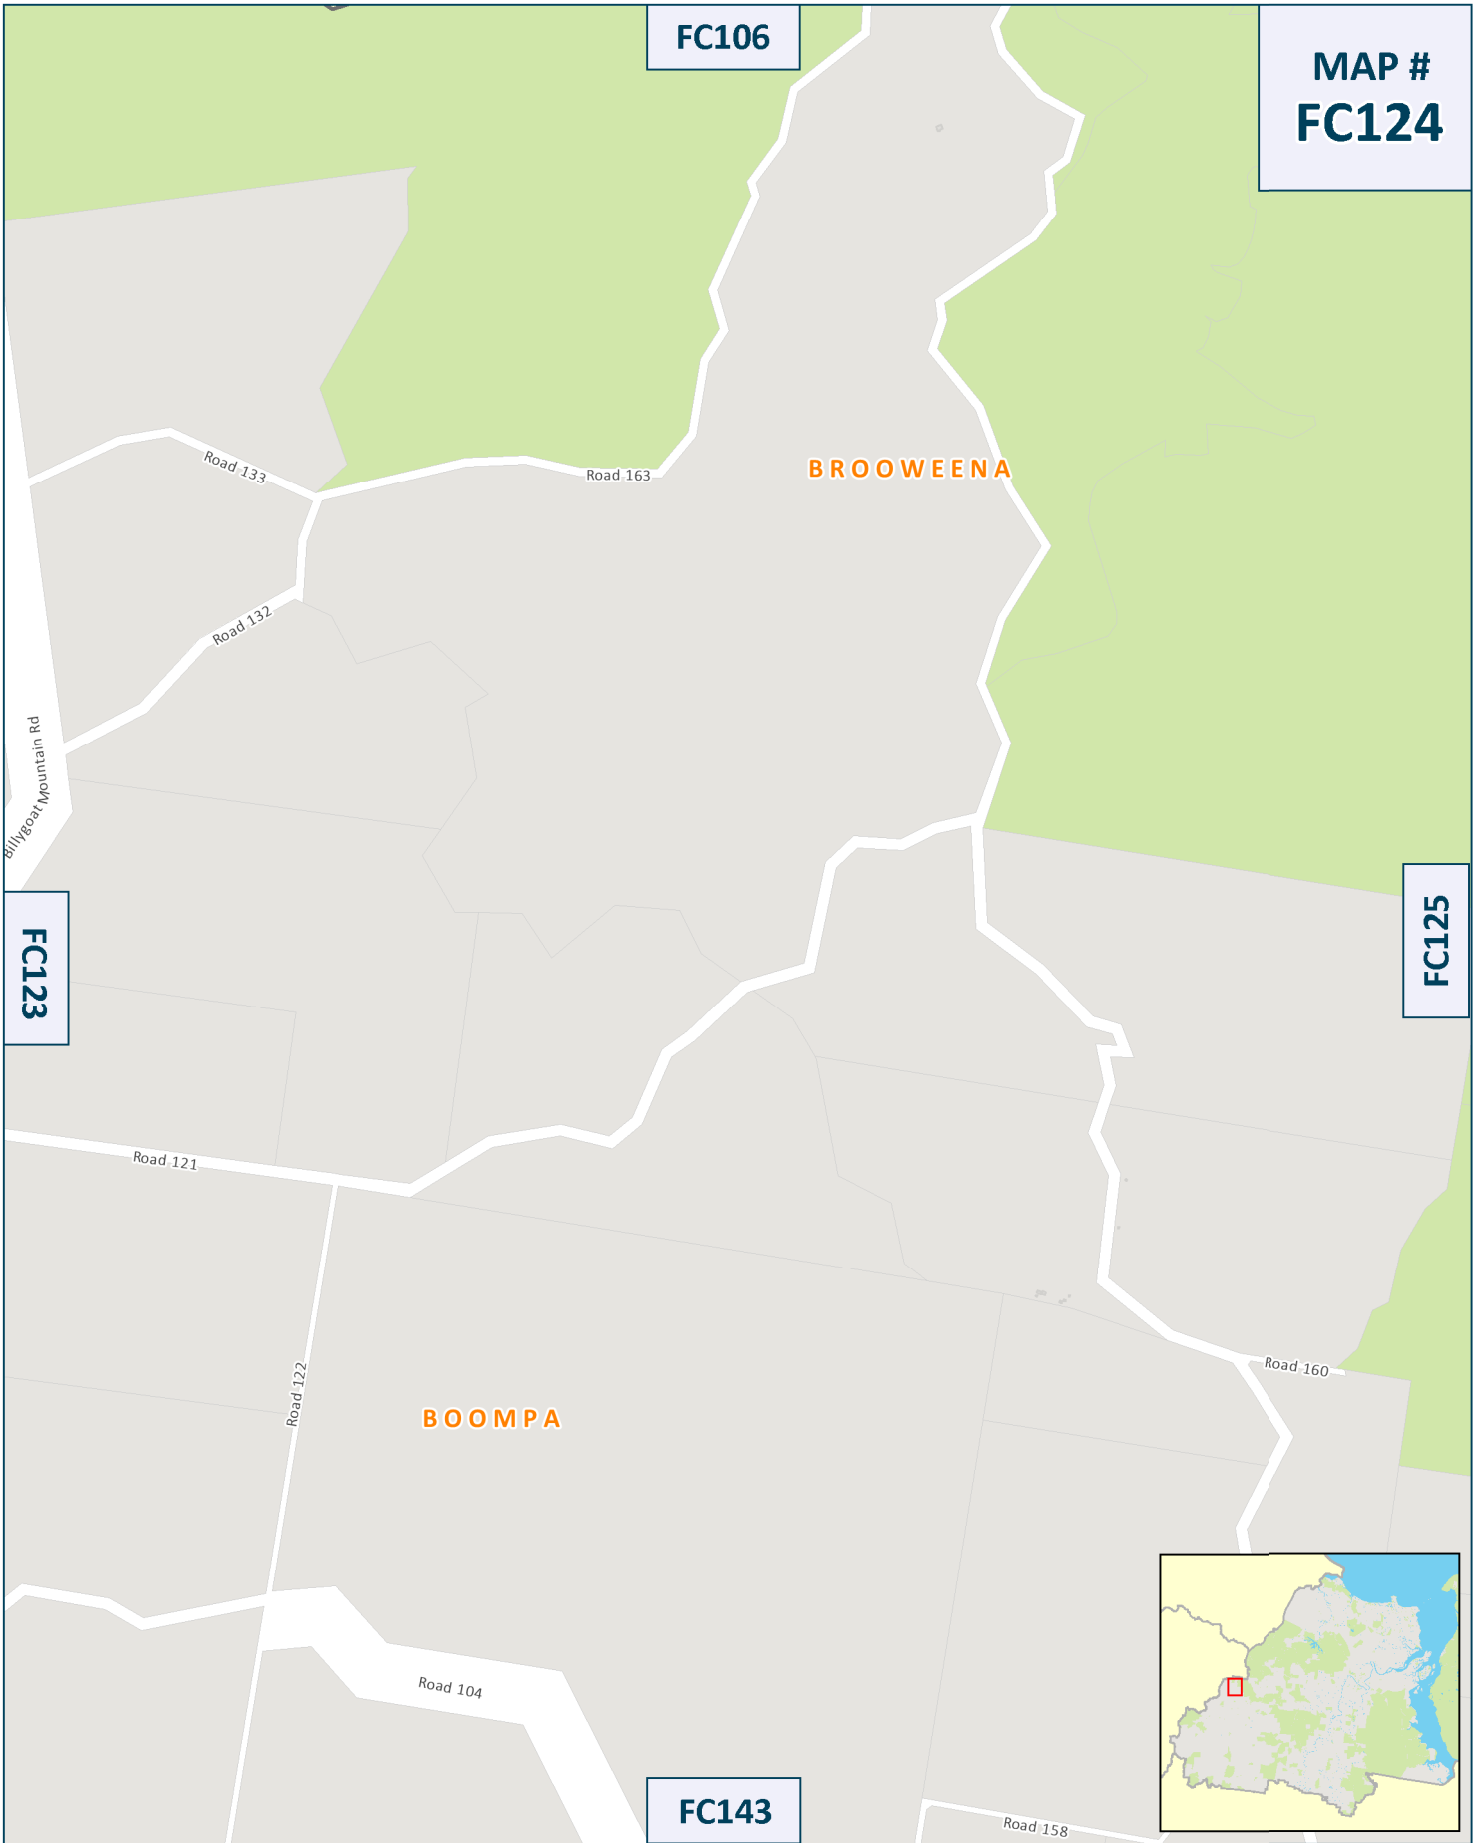 FC106
MAP #
FC124
Road 133
Road 163
BROOWEENA
Road 132
Billygoat Mountain Rd
FC123
FC125
Road 121
Road 160
Road 122
BOOMPA
Road 104
FC143
Road 158